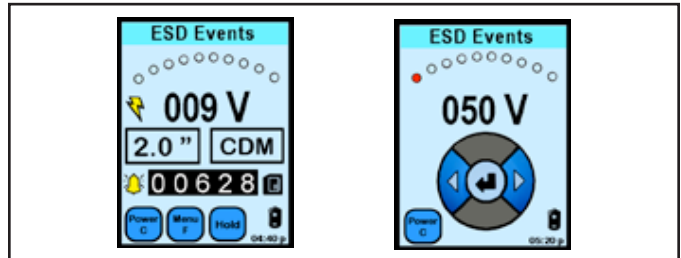 ESD Events
009 V
2.0 ” CDM
00628
Power C Menu F Hold
04:40 p
ESD Events
050 V
Power C
05:20 p